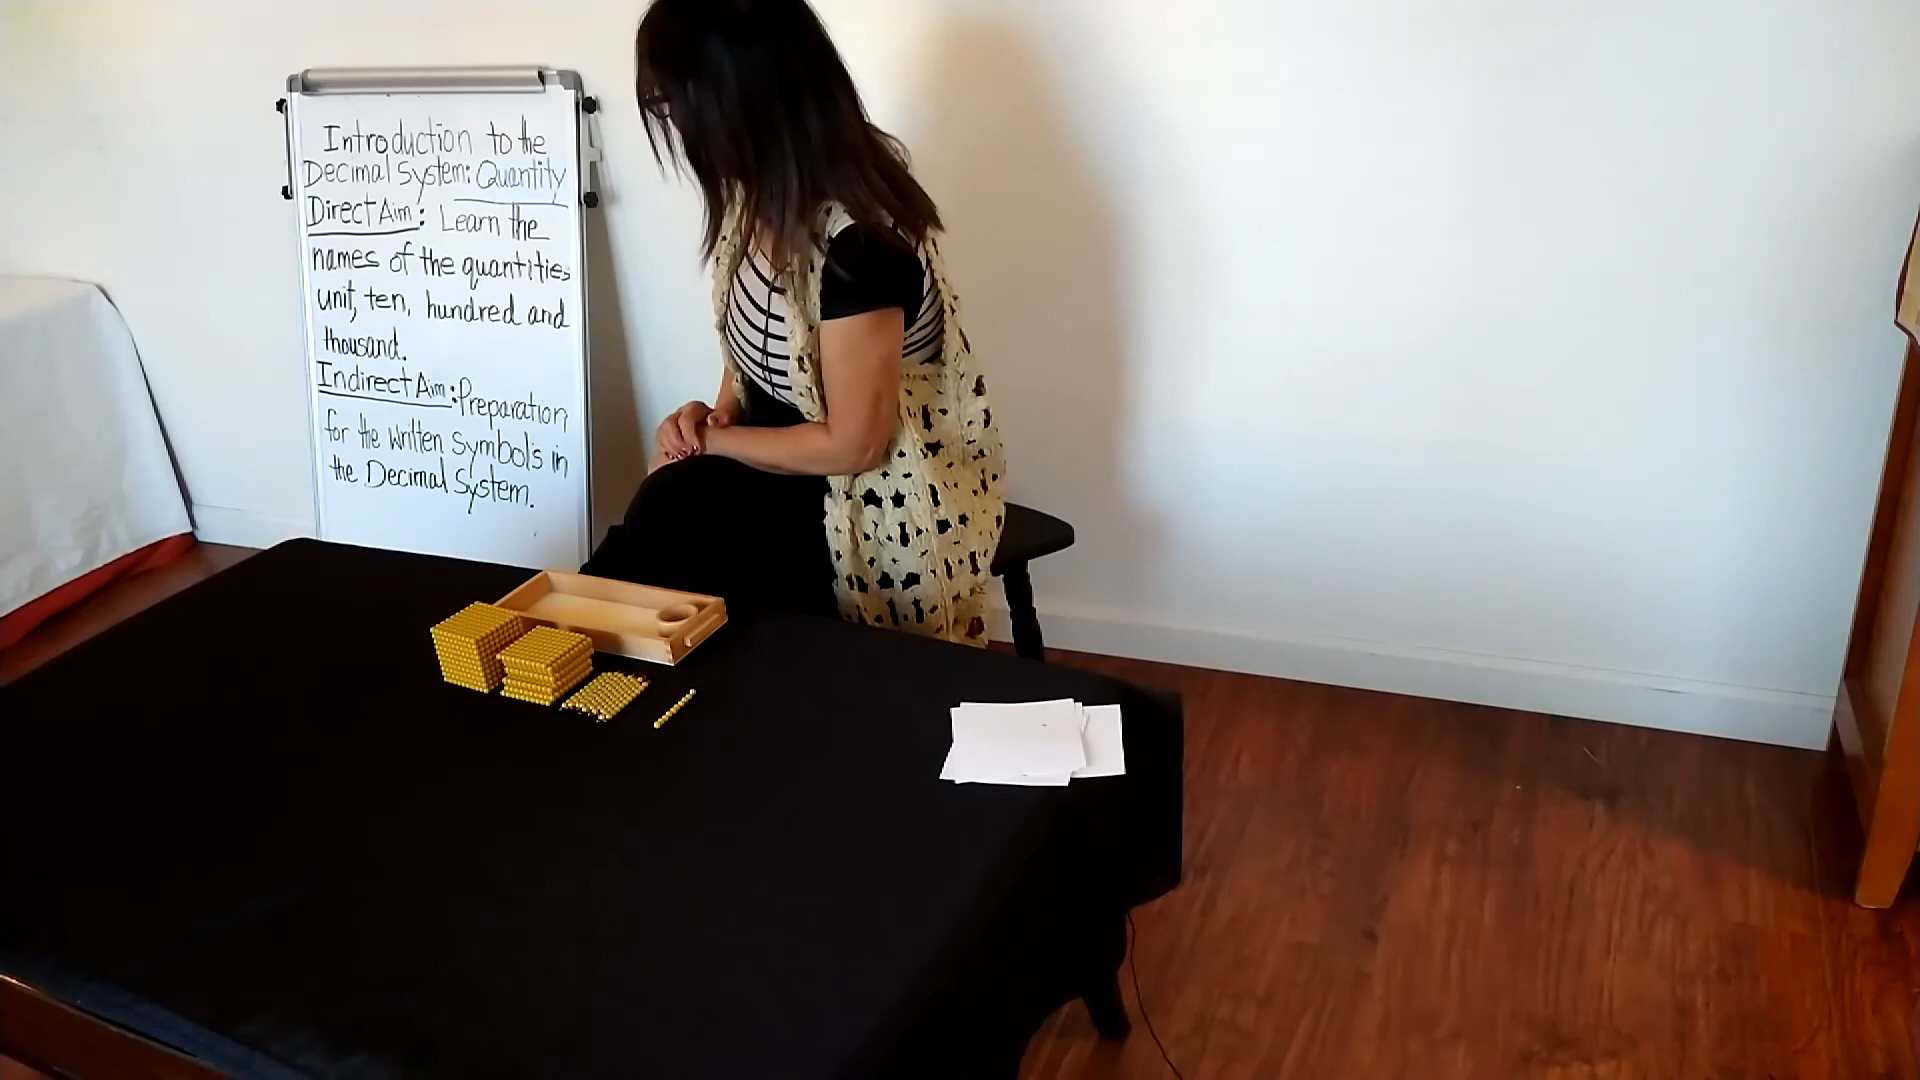 Introduction to the
Decimal System: Quantity
Direct Aim: Learn the
names of the quantities
unit, ten, hundred and
thousand.
Indirect Aim: Preparation
for the written symbols in
the Decimal System.